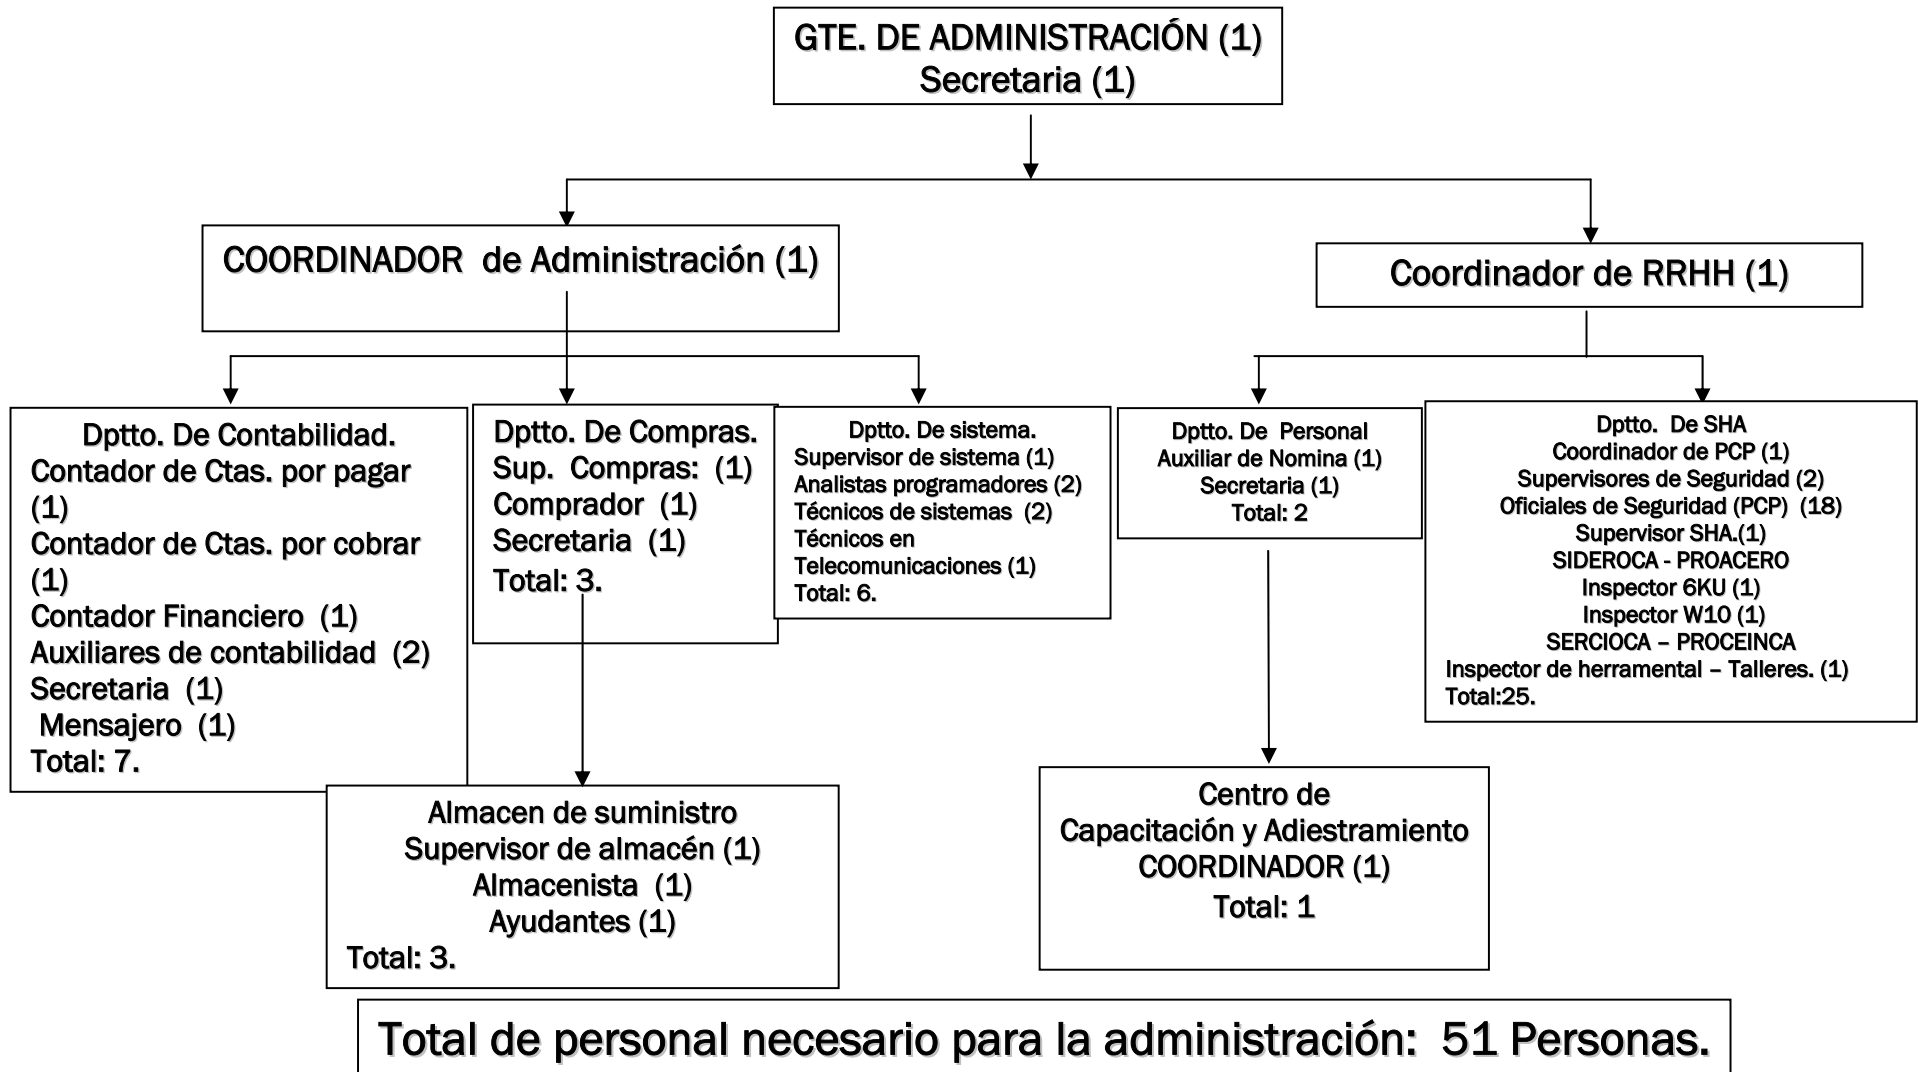 GTE. DE ADMINISTRACIÓN (1)
Secretaria (1)
COORDINADOR de Administración (1)
Coordinador de RRHH (1)
Dptto. De Contabilidad.
Contador de Ctas. por pagar
(1)
Contador de Ctas. por cobrar
(1)
Contador Financiero (1)
Auxiliares de contabilidad (2)
Secretaria (1)
Mensajero (1)
Total: 7.
Dptto. De Compras.
Sup. Compras: (1)
Comprador (1)
Secretaria (1)
Total: 3.
Dptto. De sistema.
Supervisor de sistema (1)
Analistas programadores (2)
Técnicos de sistemas (2)
Técnicos en
Telecomunicaciones (1)
Total: 6.
Dptto. De Personal
Auxiliar de Nomina (1)
Secretaria (1)
Total: 2
Dptto. De SHA
Coordinador de PCP (1)
Supervisores de Seguridad (2)
Oficiales de Seguridad (PCP) (18)
Supervisor SHA.(1)
SIDEROCA - PROACERO
Inspector 6KU (1)
Inspector W10 (1)
SERCIOCA – PROCEINCA
Inspector de herramental – Talleres. (1)
Total:25.
Almacen de suministro
Supervisor de almacén (1)
Almacenista (1)
Ayudantes (1)
Total: 3.
Centro de
Capacitación y Adiestramiento
COORDINADOR (1)
Total: 1
Total de personal necesario para la administración: 51 Personas.